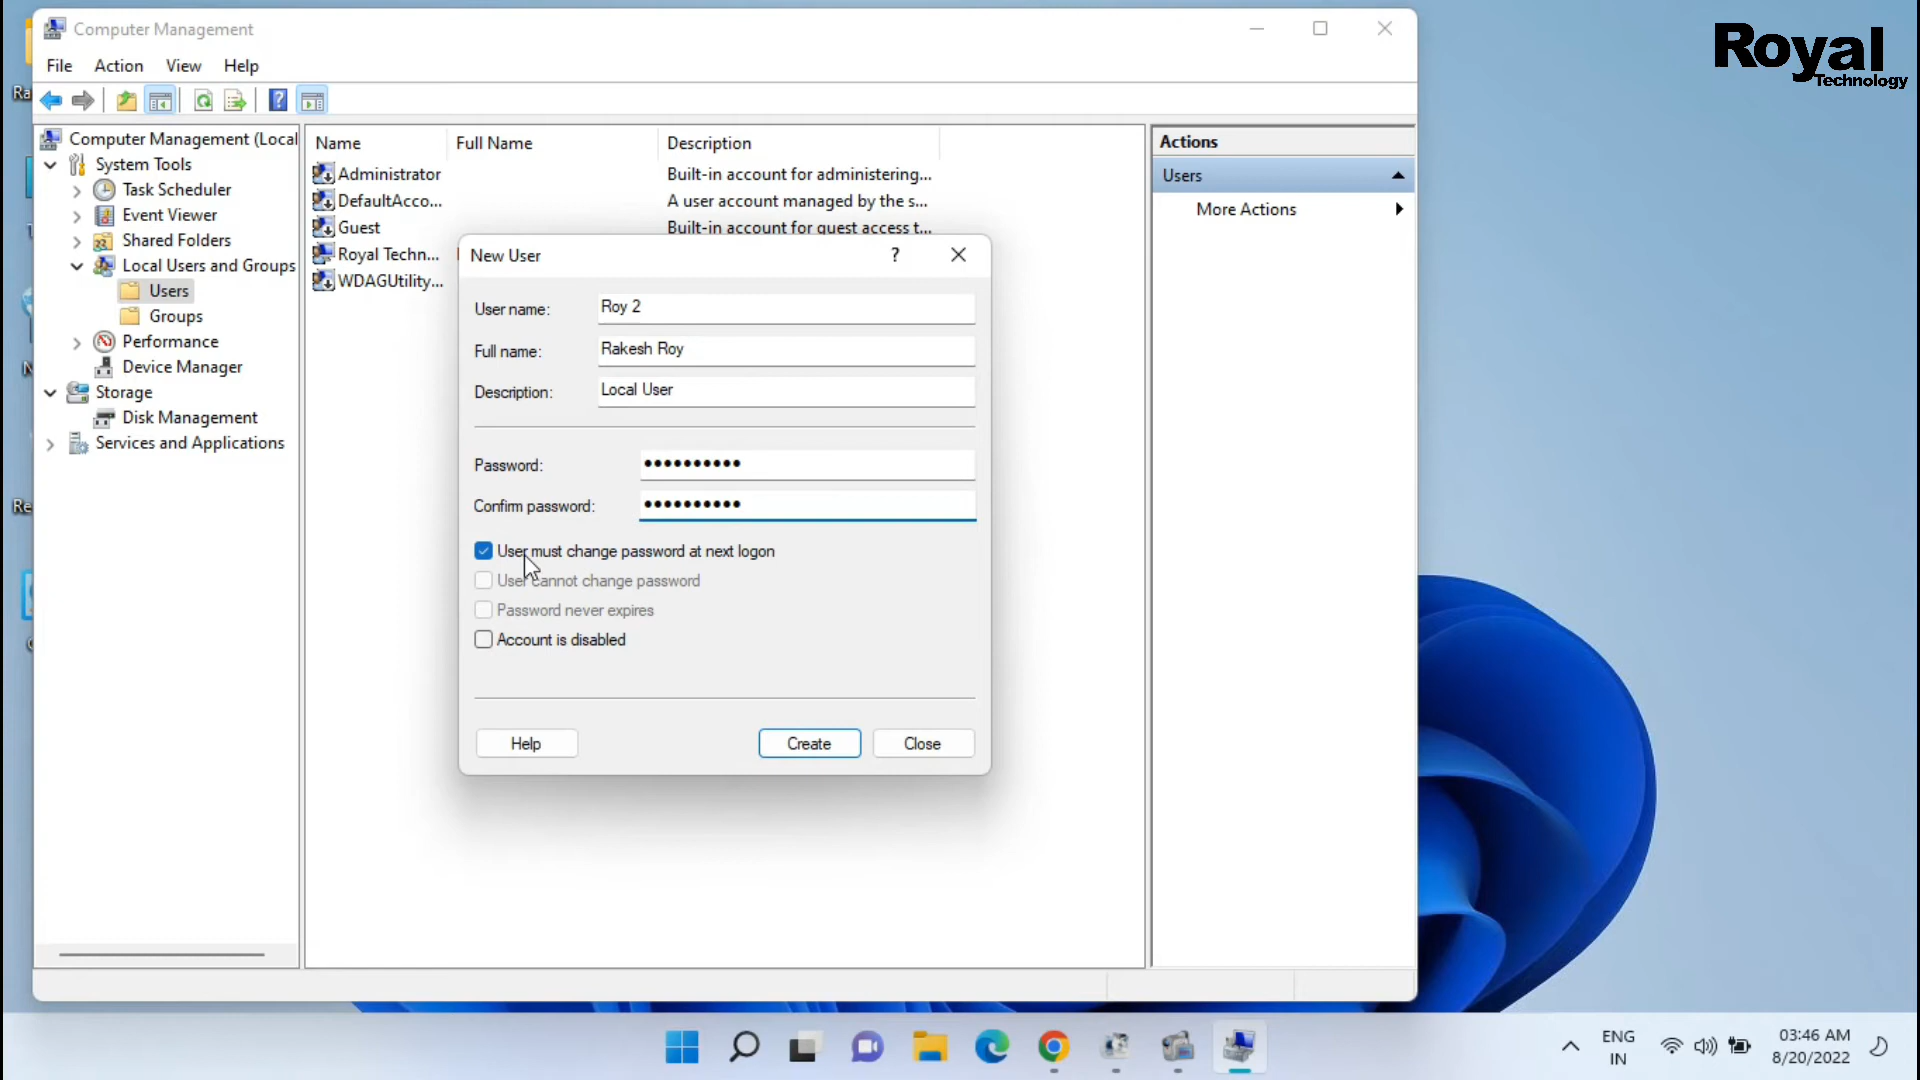 Computer Management
Royal
Technology
File Action View Help
Computer Management (Local
System Tools
Task Scheduler
Event Viewer
Shared Folders
Local Users and Groups
Users
Groups
Performance
Device Manager
Storage
Disk Management
Services and Applications
Name Full Name Description
Administrator Built-in account for administering...
DefaultAcco... A user account managed by the s...
Guest Built-in account for guest access t...
Royal Techn...
WDAGUtility...
Actions
Users
More Actions
New User ?
User name: Roy 2
Full name: Rakesh Roy
Description: Local User
Password: ••••••••••
Confirm password: ••••••••••
User must change password at next logon
User cannot change password
Password never expires
Account is disabled
Help Create Close
Ra
Re
ENG
IN
03:46 AM
8/20/2022